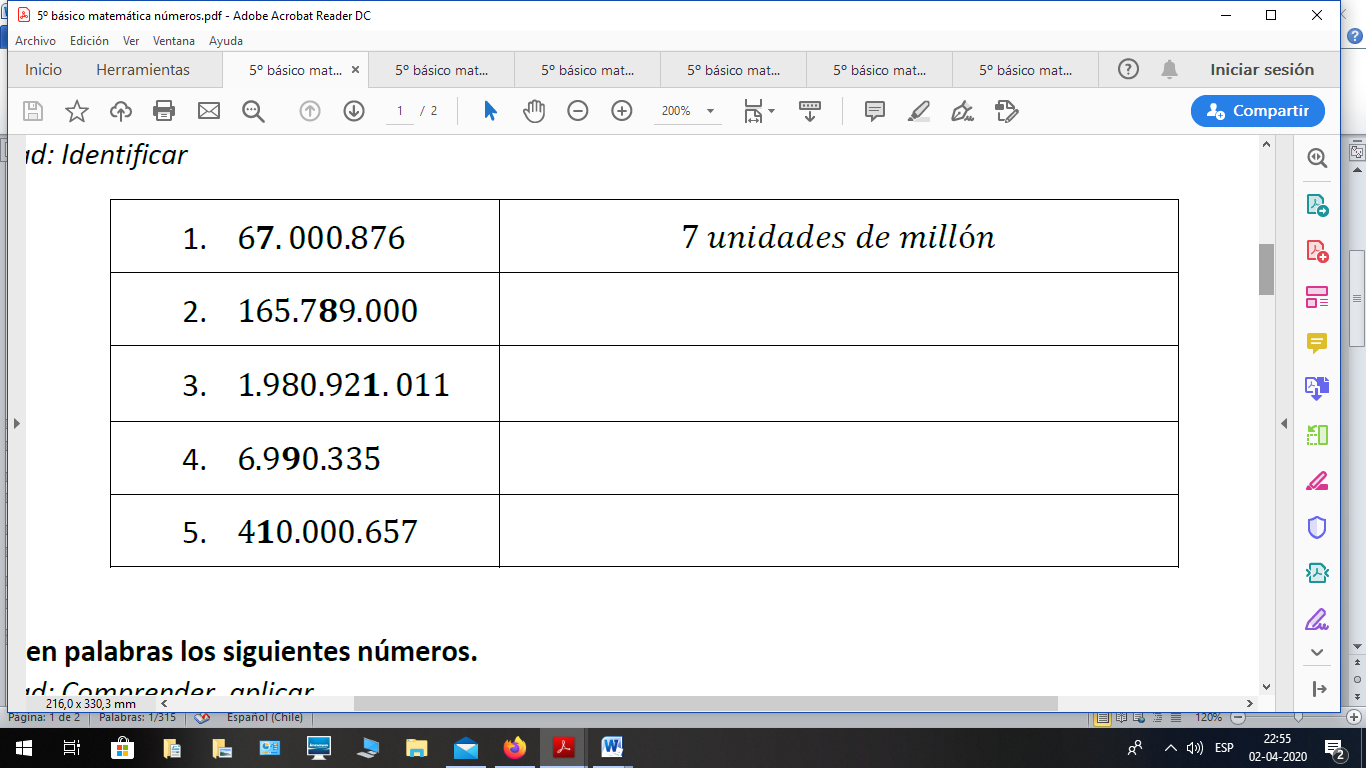 5º básico matemática números.pdf - Adobe Acrobat Reader DC
Archivo Edición Ver Ventana Ayuda
Inicio Herramientas 5º básico mat... × 5º básico mat... 5º básico mat... 5º básico mat... 5º básico mat... 5º básico mat... Iniciar sesión
1 / 2 200% Compartir
ad: Identificar
1. 67.000.876 7 unidades de millón
2. 165.789.000
3. 1.980.921.011
4. 6.990.335
5. 410.000.657
en palabras los siguientes números.
ad: Comprender, aplicar
216,0 x 330,3 mm
Página: 1 de 2 Palabras: 1/315 Español (Chile) 120%
ESP 22:55
02-04-2020 2